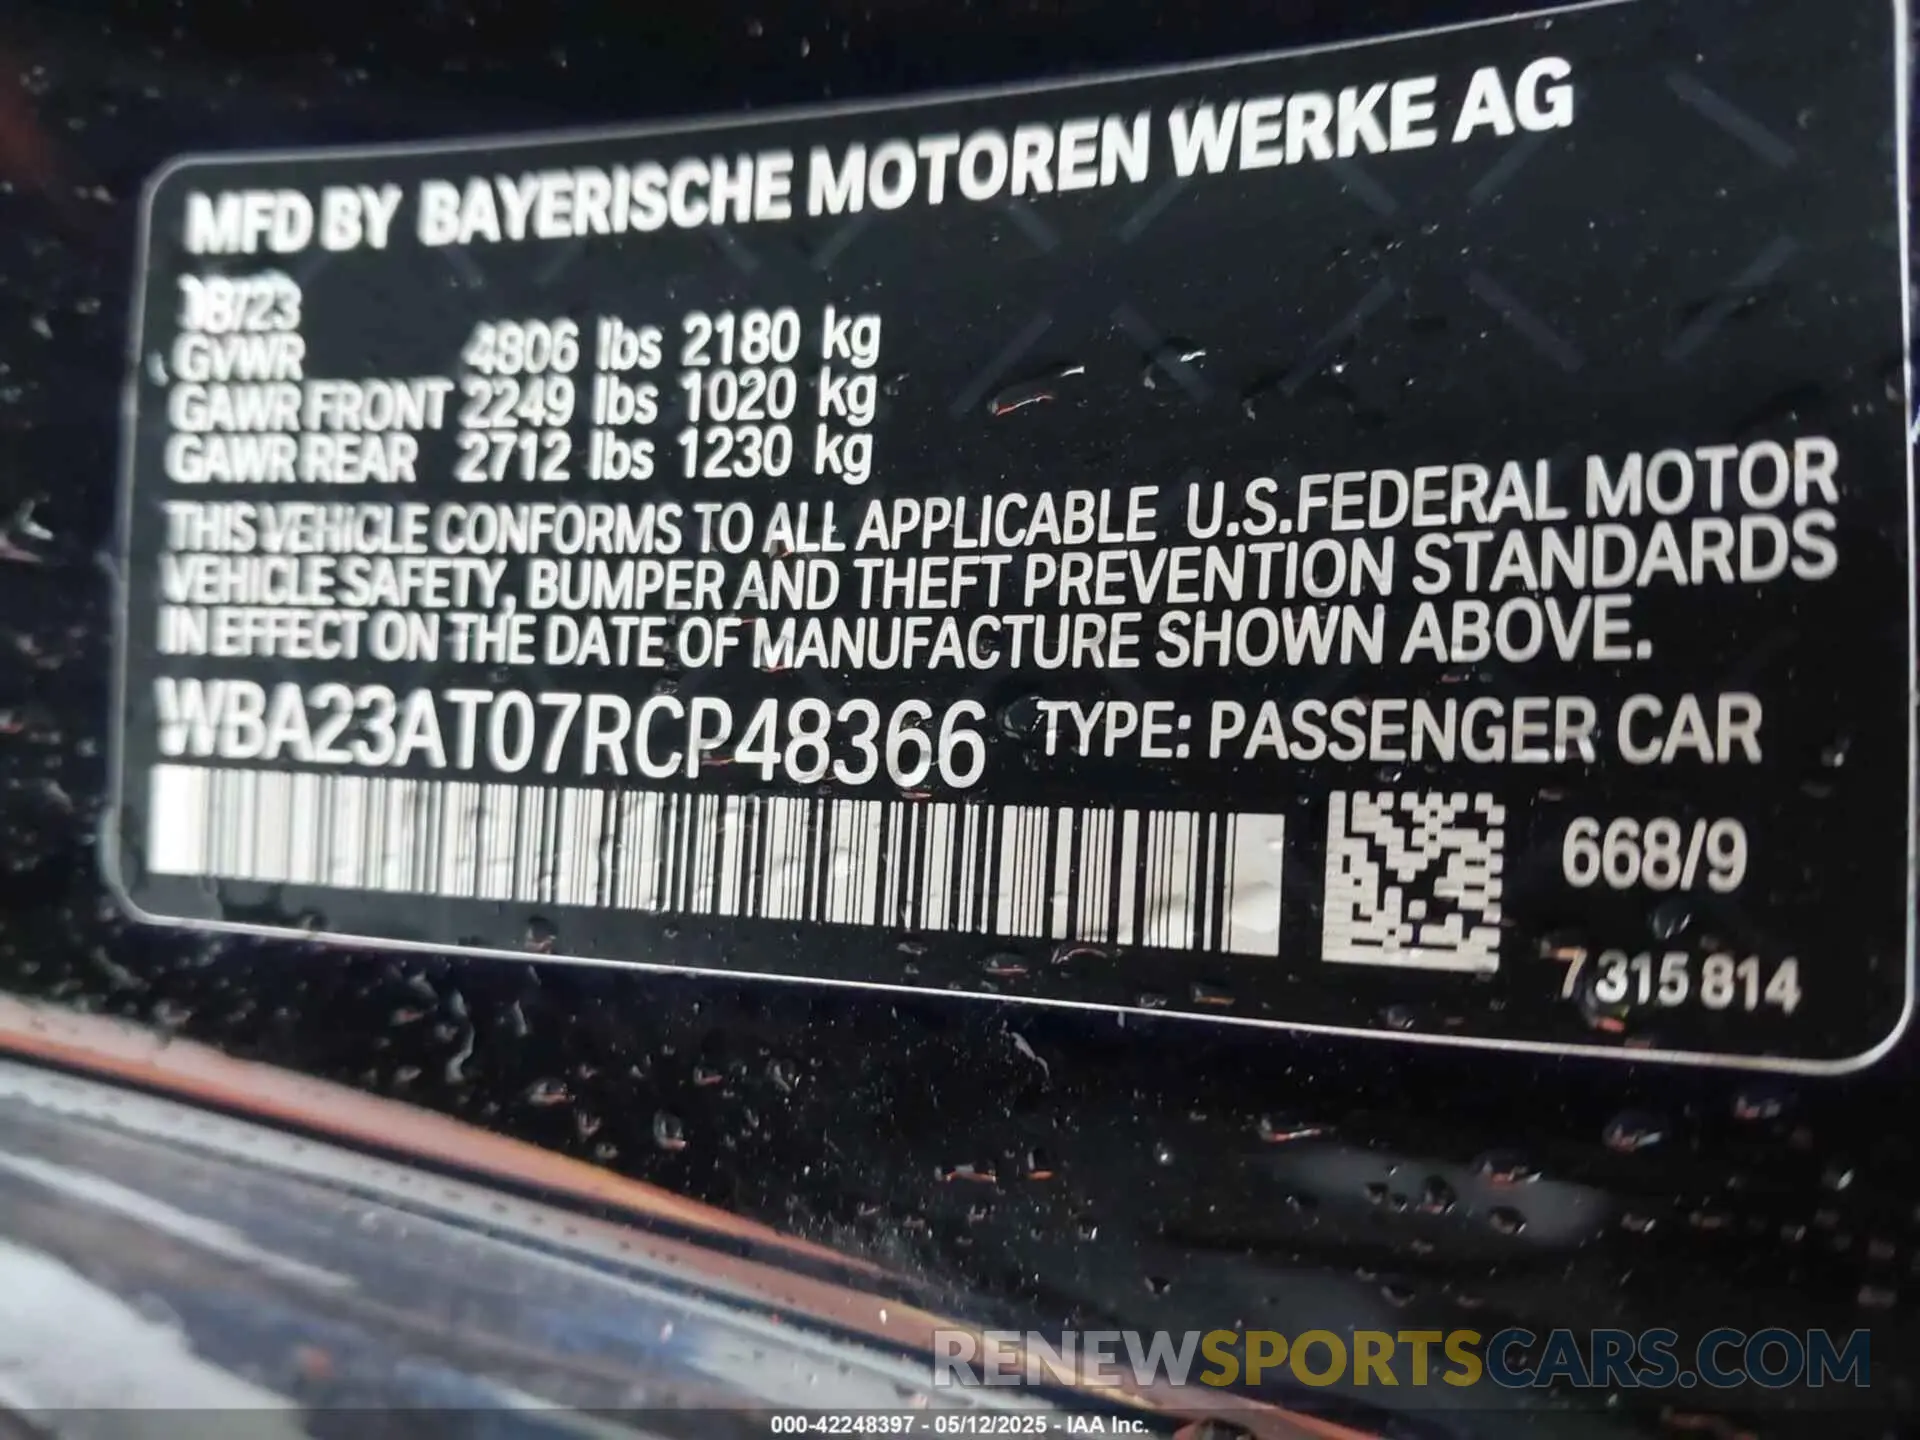 MFD BY BAYERISCHE MOTOREN WERKE AG
GVWR 4806 lbs 2180 kg
GAWR FRONT 2249 lbs 1020 kg
GAWR REAR 2712 lbs 1230 kg
THIS VEHICLE CONFORMS TO ALL APPLICABLE U.S.FEDERAL MOTOR
VEHICLE SAFETY, BUMPER AND THEFT PREVENTION STANDARDS
IN EFFECT ON THE DATE OF MANUFACTURE SHOWN ABOVE.
WBA23AT07RCP48366 TYPE: PASSENGER CAR
668/9
7 315 814
RENEWSPORTSCARS.COM
000-42248397 - 05/12/2025 - IAA Inc.